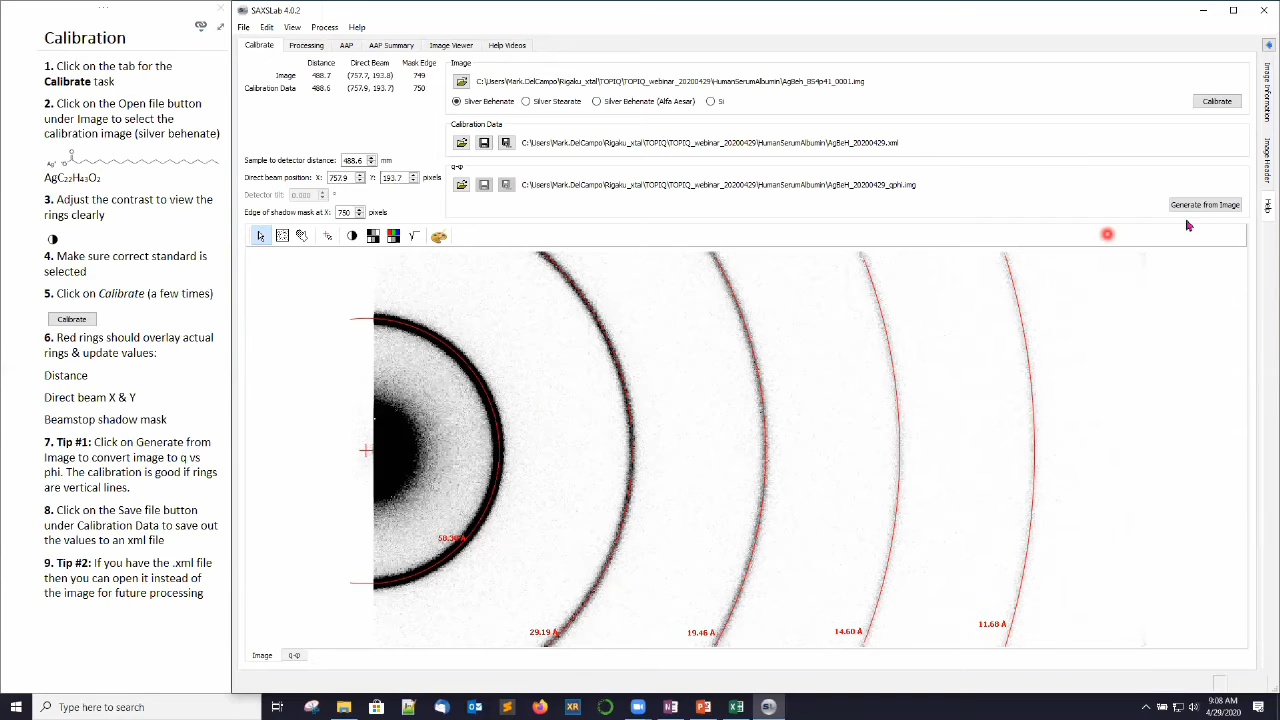 Calibration
1. Click on the tab for the
Calibrate task
2. Click on the Open file button
under Image to select the
calibration image (silver behenate)
Ag⁺
⁻O
O
AgC₂₂H₄₃O₂
3. Adjust the contrast to view the
rings clearly
4. Make sure correct standard is
selected
5. Click on Calibrate (a few times)
Calibrate
6. Red rings should overlay actual
rings & update values:
Distance
Direct beam X & Y
Beamstop shadow mask
7. Tip #1: Click on Generate from
Image to convert image to q vs
phi. The calibration is good if rings
are vertical lines.
8. Click on the Save file button
under Calibration Data to save out
the values to an xml file
9. Tip #2: If you have the .xml file
then you can open it instead of
the image for future processing
SAXSLab 4.0.2
File Edit View Process Help
Calibrate Processing AAP AAP Summary Image Viewer Help Videos
Distance Direct Beam Mask Edge
Image 488.7 (757.7, 193.8) 749
Calibration Data 488.6 (757.9, 193.7) 750
Sample to detector distance: 488.6 mm
Direct beam position: X: 757.9 Y: 193.7 pixels
Detector tilt: 0.000 °
Edge of shadow mask at X: 750 pixels
Image
C:\Users\Mark.DelCampo\Rigaku_xtal\TOPIQ\TOPIQ_webinar_20200429\HumanSerumAlbumin\AgBeh_BS4p41_0001.img
Silver Behenate Silver Stearate Silver Behenate (Alfa Aesar) Si
Calibrate
Calibration Data
C:\Users\Mark.DelCampo\Rigaku_xtal\TOPIQ\TOPIQ_webinar_20200429\HumanSerumAlbumin\AgBeH_20200429.xml
q-φ
C:\Users\Mark.DelCampo\Rigaku_xtal\TOPIQ\TOPIQ_webinar_20200429\HumanSerumAlbumin\AgBeH_20200429_qphi.img
Generate from Image
Image Information
Image Header
Help
29.19 Å
19.46 Å
14.60 Å
11.68 Å
Image q-φ
Type here to search
SL
XR
9:08 AM
4/29/2020